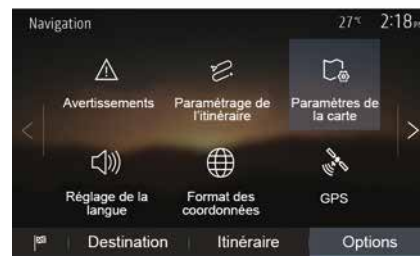 Navigation
27°C 2:18PM
Avertissements
Paramétrage de
l'itinéraire
Paramètres de
la carte
Réglage de la
langue
Format des
coordonnées
GPS
Destination
Itinéraire
Options